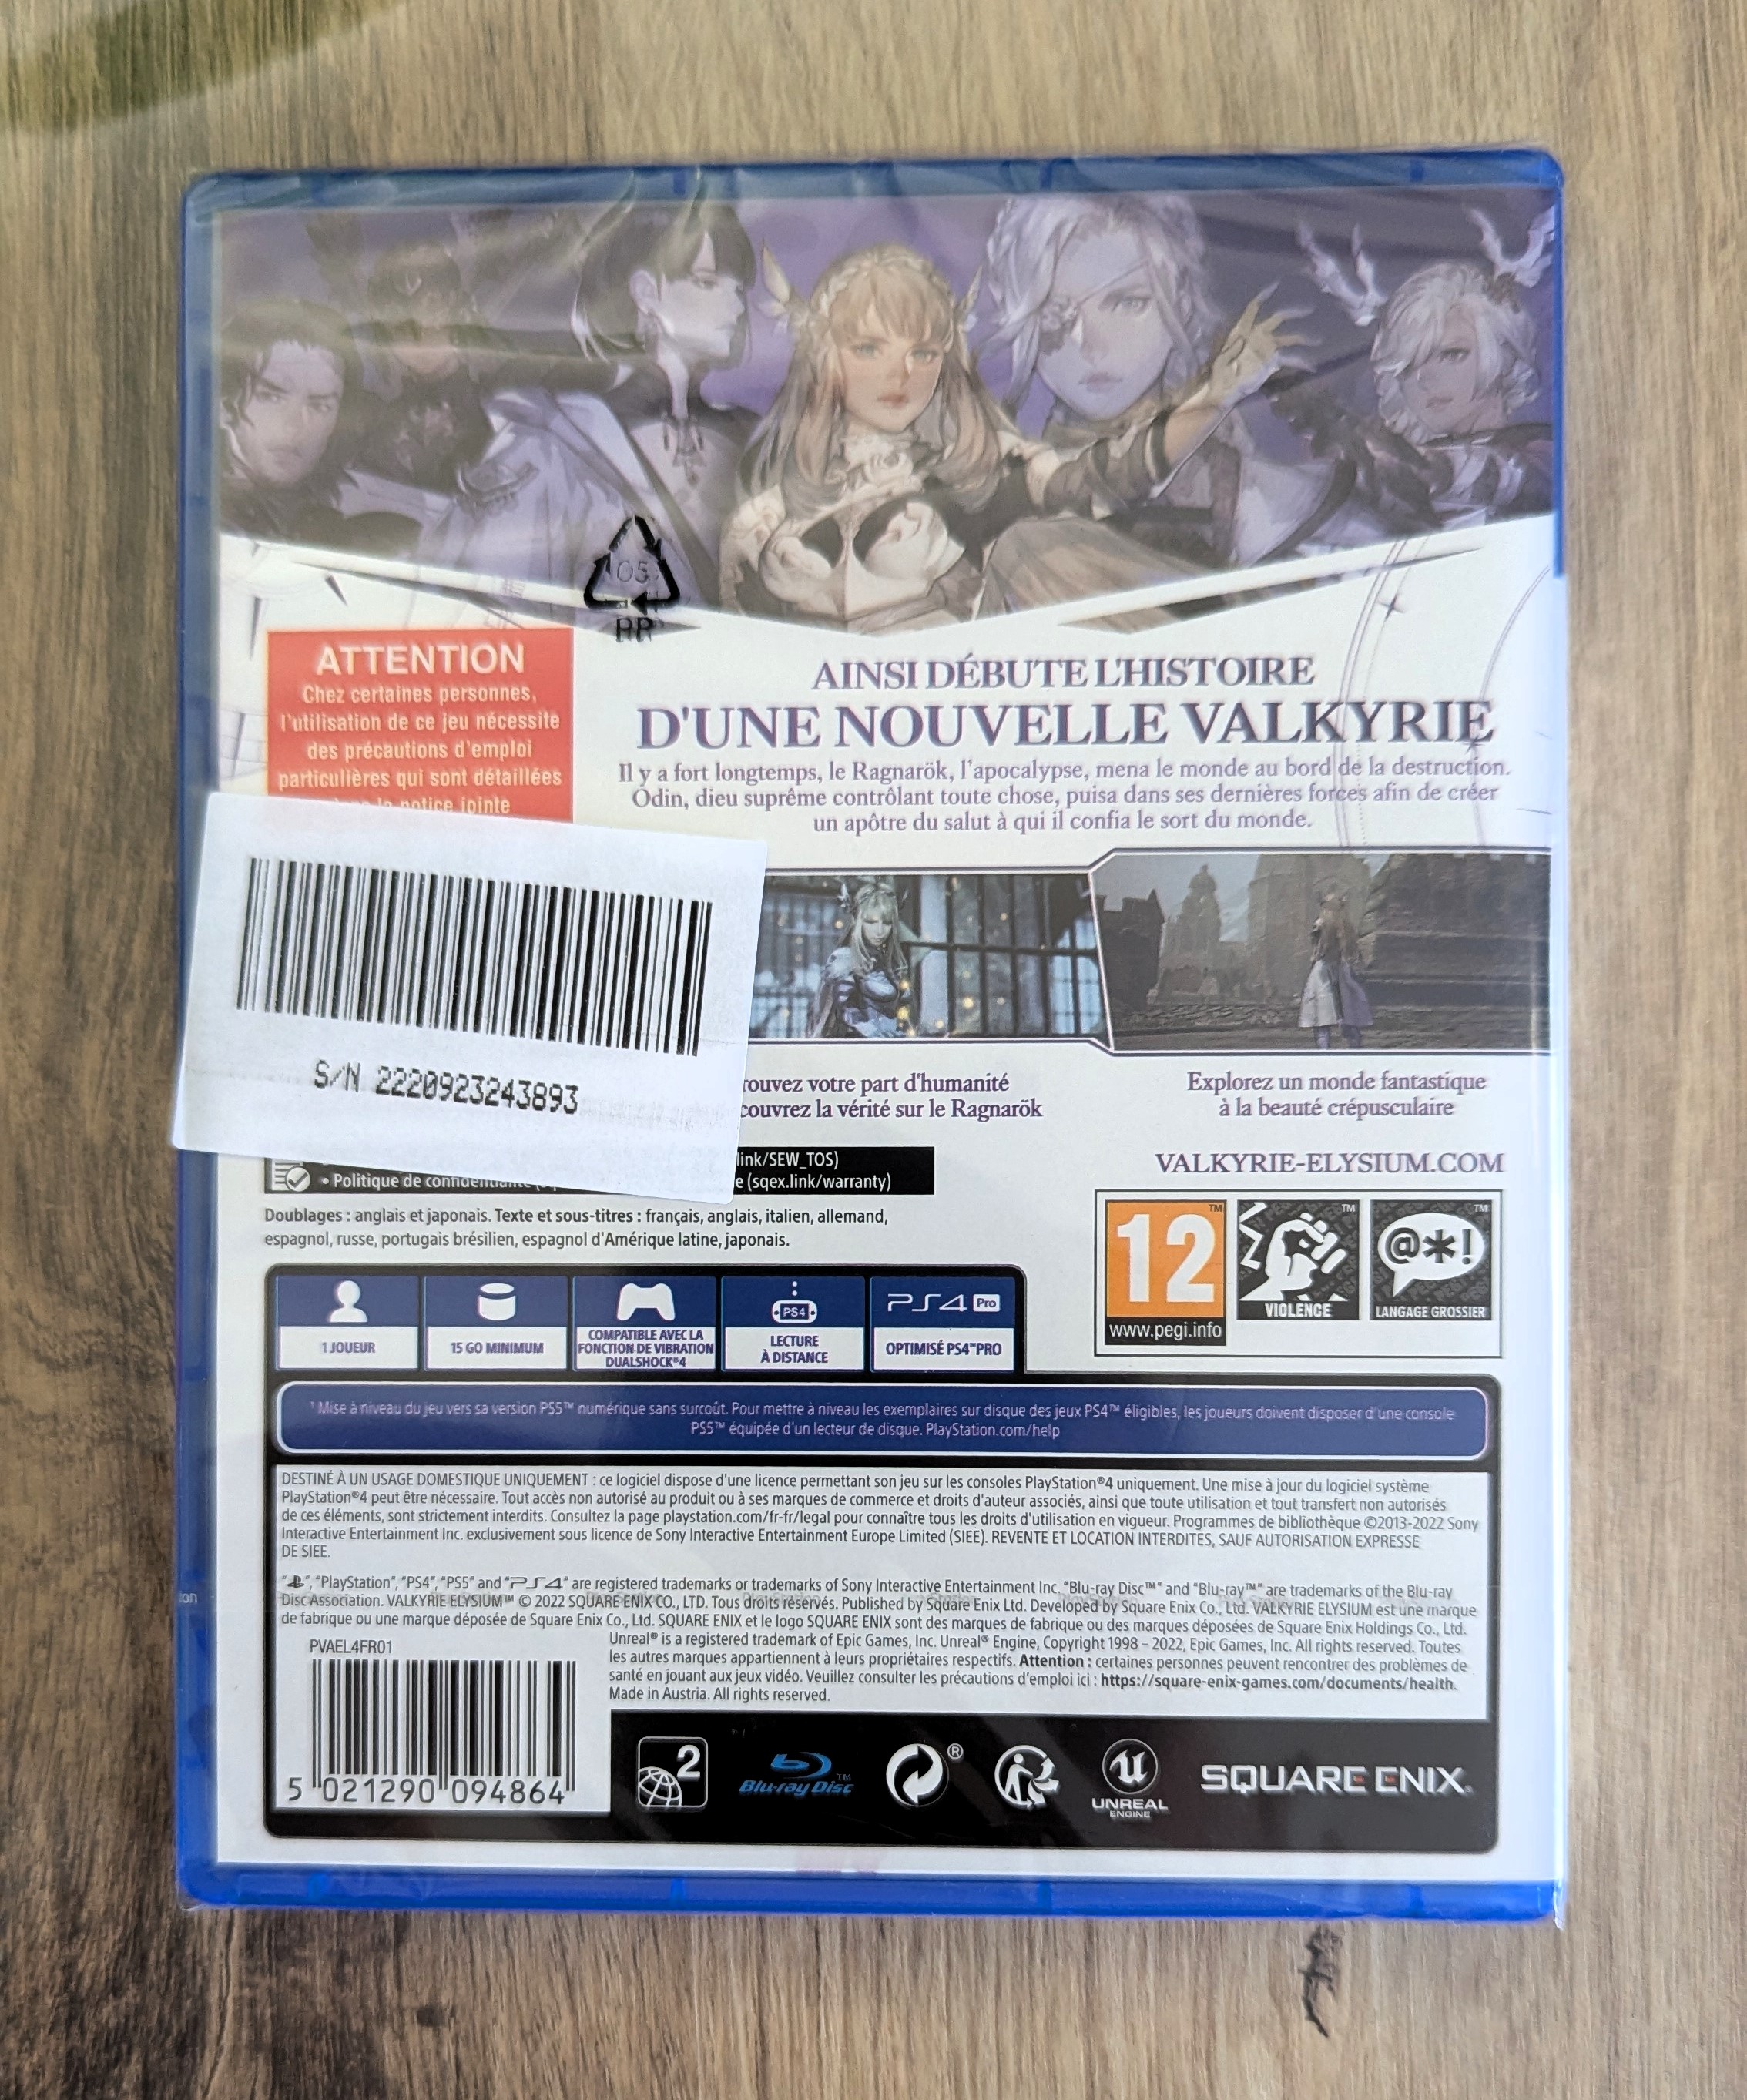 05
PP
ATTENTION
Chez certaines personnes,
l'utilisation de ce jeu nécessite
des précautions d'emploi
particulières qui sont détaillées
la notice jointe
AINSI DÉBUTE L'HISTOIRE
D'UNE NOUVELLE VALKYRIE
Il y a fort longtemps, le Ragnarök, l'apocalypse, mena le monde au bord de la destruction.
Odin, dieu suprême contrôlant toute chose, puisa dans ses dernières forces afin de créer
un apôtre du salut à qui il confia le sort du monde.
S/N 2220923243893
rouvez votre part d'humanité
couvrez la vérité sur le Ragnarök
Explorez un monde fantastique
à la beauté crépusculaire
link/SEW_TOS)
• Politique de confidentialité
e (sqex.link/warranty)
VALKYRIE-ELYSIUM.COM
Doublages : anglais et japonais. Texte et sous-titres : français, anglais, italien, allemand,
espagnol, russe, portugais brésilien, espagnol d'Amérique latine, japonais.
12
www.pegi.info
VIOLENCE
@*!
LANGAGE GROSSIER
1 JOUEUR
15 GO MINIMUM
COMPATIBLE AVEC LA
FONCTION DE VIBRATION
DUALSHOCK®4
PS4
LECTURE
À DISTANCE
PS4 Pro
OPTIMISÉ PS4™PRO
¹ Mise à niveau du jeu vers sa version PS5™ numérique sans surcoût. Pour mettre à niveau les exemplaires sur disque des jeux PS4™ éligibles, les joueurs doivent disposer d'une console
PS5™ équipée d'un lecteur de disque. PlayStation.com/help
DESTINÉ À UN USAGE DOMESTIQUE UNIQUEMENT : ce logiciel dispose d'une licence permettant son jeu sur les consoles PlayStation®4 uniquement. Une mise à jour du logiciel système
PlayStation®4 peut être nécessaire. Tout accès non autorisé au produit ou à ses marques de commerce et droits d'auteur associés, ainsi que toute utilisation et tout transfert non autorisés
de ces éléments, sont strictement interdits. Consultez la page playstation.com/fr-fr/legal pour connaître tous les droits d'utilisation en vigueur. Programmes de bibliothèque ©2013-2022 Sony
Interactive Entertainment Inc. exclusivement sous licence de Sony Interactive Entertainment Europe Limited (SIEE). REVENTE ET LOCATION INTERDITES, SAUF AUTORISATION EXPRESSE
DE SIEE.
"", "PlayStation", "PS4", "PS5" and "PS4" are registered trademarks or trademarks of Sony Interactive Entertainment Inc. "Blu-ray Disc™" and "Blu-ray™" are trademarks of the Blu-ray
Disc Association. VALKYRIE ELYSIUM™ © 2022 SQUARE ENIX CO., LTD. Tous droits réservés. Published by Square Enix Ltd. Developed by Square Enix Co., Ltd. VALKYRIE ELYSIUM est une marque
de fabrique ou une marque déposée de Square Enix Co., Ltd. SQUARE ENIX et le logo SQUARE ENIX sont des marques de fabrique ou des marques déposées de Square Enix Holdings Co., Ltd.
Unreal® is a registered trademark of Epic Games, Inc. Unreal® Engine, Copyright 1998 – 2022, Epic Games, Inc. All rights reserved. Toutes
les autres marques appartiennent à leurs propriétaires respectifs. Attention : certaines personnes peuvent rencontrer des problèmes de
santé en jouant aux jeux vidéo. Veuillez consulter les précautions d'emploi ici : https://square-enix-games.com/documents/health.
Made in Austria. All rights reserved.
PVAEL4FR01
5 021290 094864
2
Blu-ray Disc™
®
UNREAL
ENGINE
SQUARE ENIX